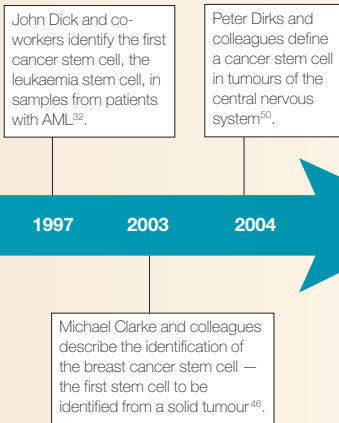 John Dick and co-
workers identify the first
cancer stem cell, the
leukaemia stem cell, in
samples from patients
with AML32.
Peter Dirks and
colleagues define
a cancer stem cell
in tumours of the
central nervous
system50.
1997 2003 2004
Michael Clarke and colleagues
describe the identification of
the breast cancer stem cell —
the first stem cell to be
identified from a solid tumour46.